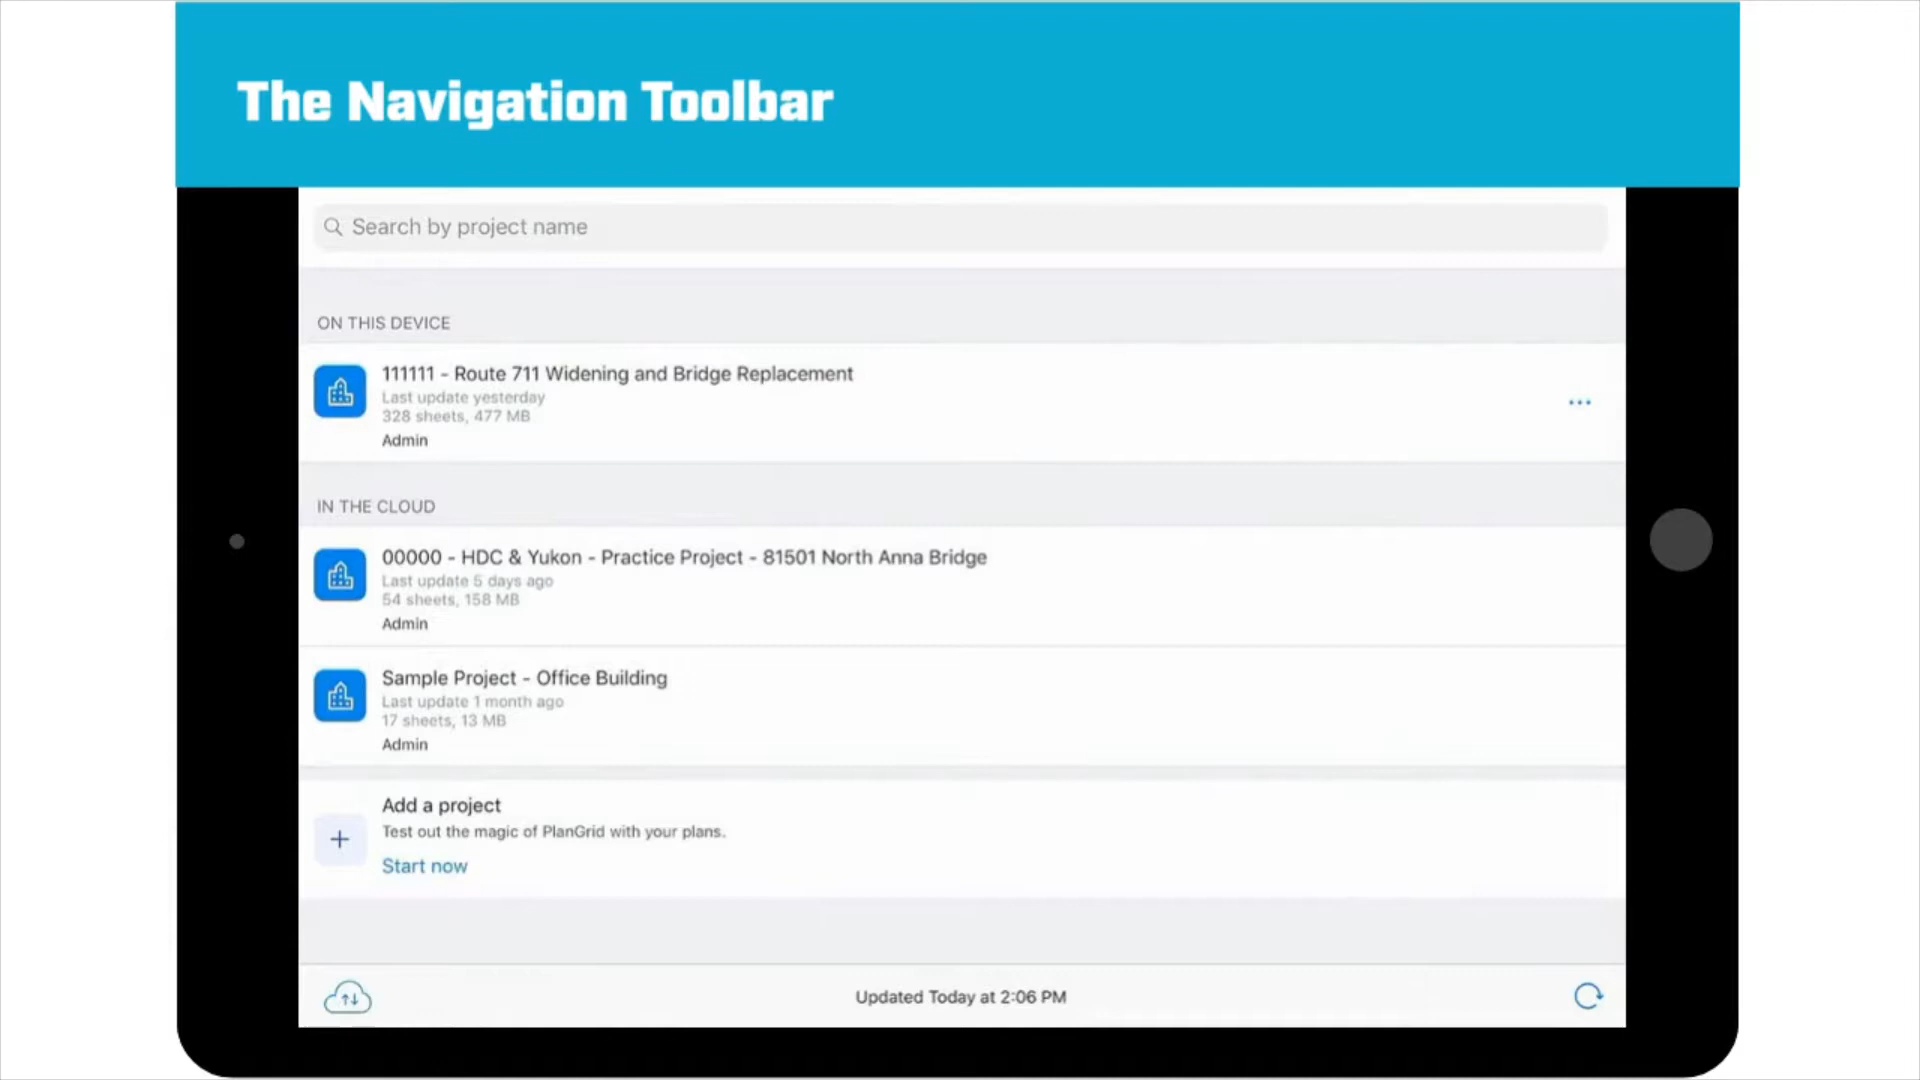 The Navigation Toolbar
Search by project name
ON THIS DEVICE
111111 - Route 711 Widening and Bridge Replacement
Last update yesterday
328 sheets, 477 MB
Admin
IN THE CLOUD
00000 - HDC & Yukon - Practice Project - 81501 North Anna Bridge
Last update 5 days ago
54 sheets, 158 MB
Admin
Sample Project - Office Building
Last update 1 month ago
17 sheets, 13 MB
Admin
Add a project
Test out the magic of PlanGrid with your plans.
Start now
Updated Today at 2:06 PM